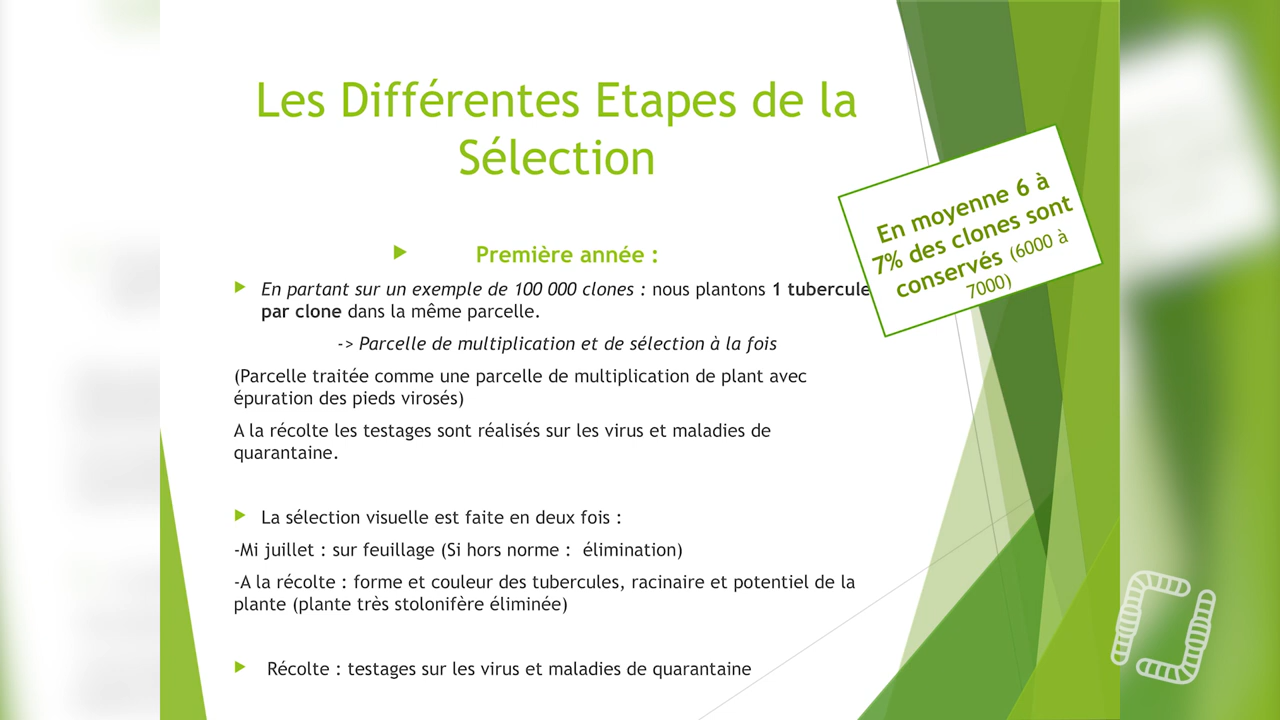 Les Différentes Etapes de la
Sélection
En moyenne 6 à
7% des clones sont
conservés (6000 à
7000)
Première année :
En partant sur un exemple de 100 000 clones : nous plantons 1 tubercule
par clone dans la même parcelle.
-> Parcelle de multiplication et de sélection à la fois
(Parcelle traitée comme une parcelle de multiplication de plant avec
épuration des pieds virosés)
A la récolte les testages sont réalisés sur les virus et maladies de
quarantaine.
La sélection visuelle est faite en deux fois :
-Mi juillet : sur feuillage (Si hors norme :  élimination)
-A la récolte : forme et couleur des tubercules, racinaire et potentiel de la
plante (plante très stolonifère éliminée)
Récolte : testages sur les virus et maladies de quarantaine